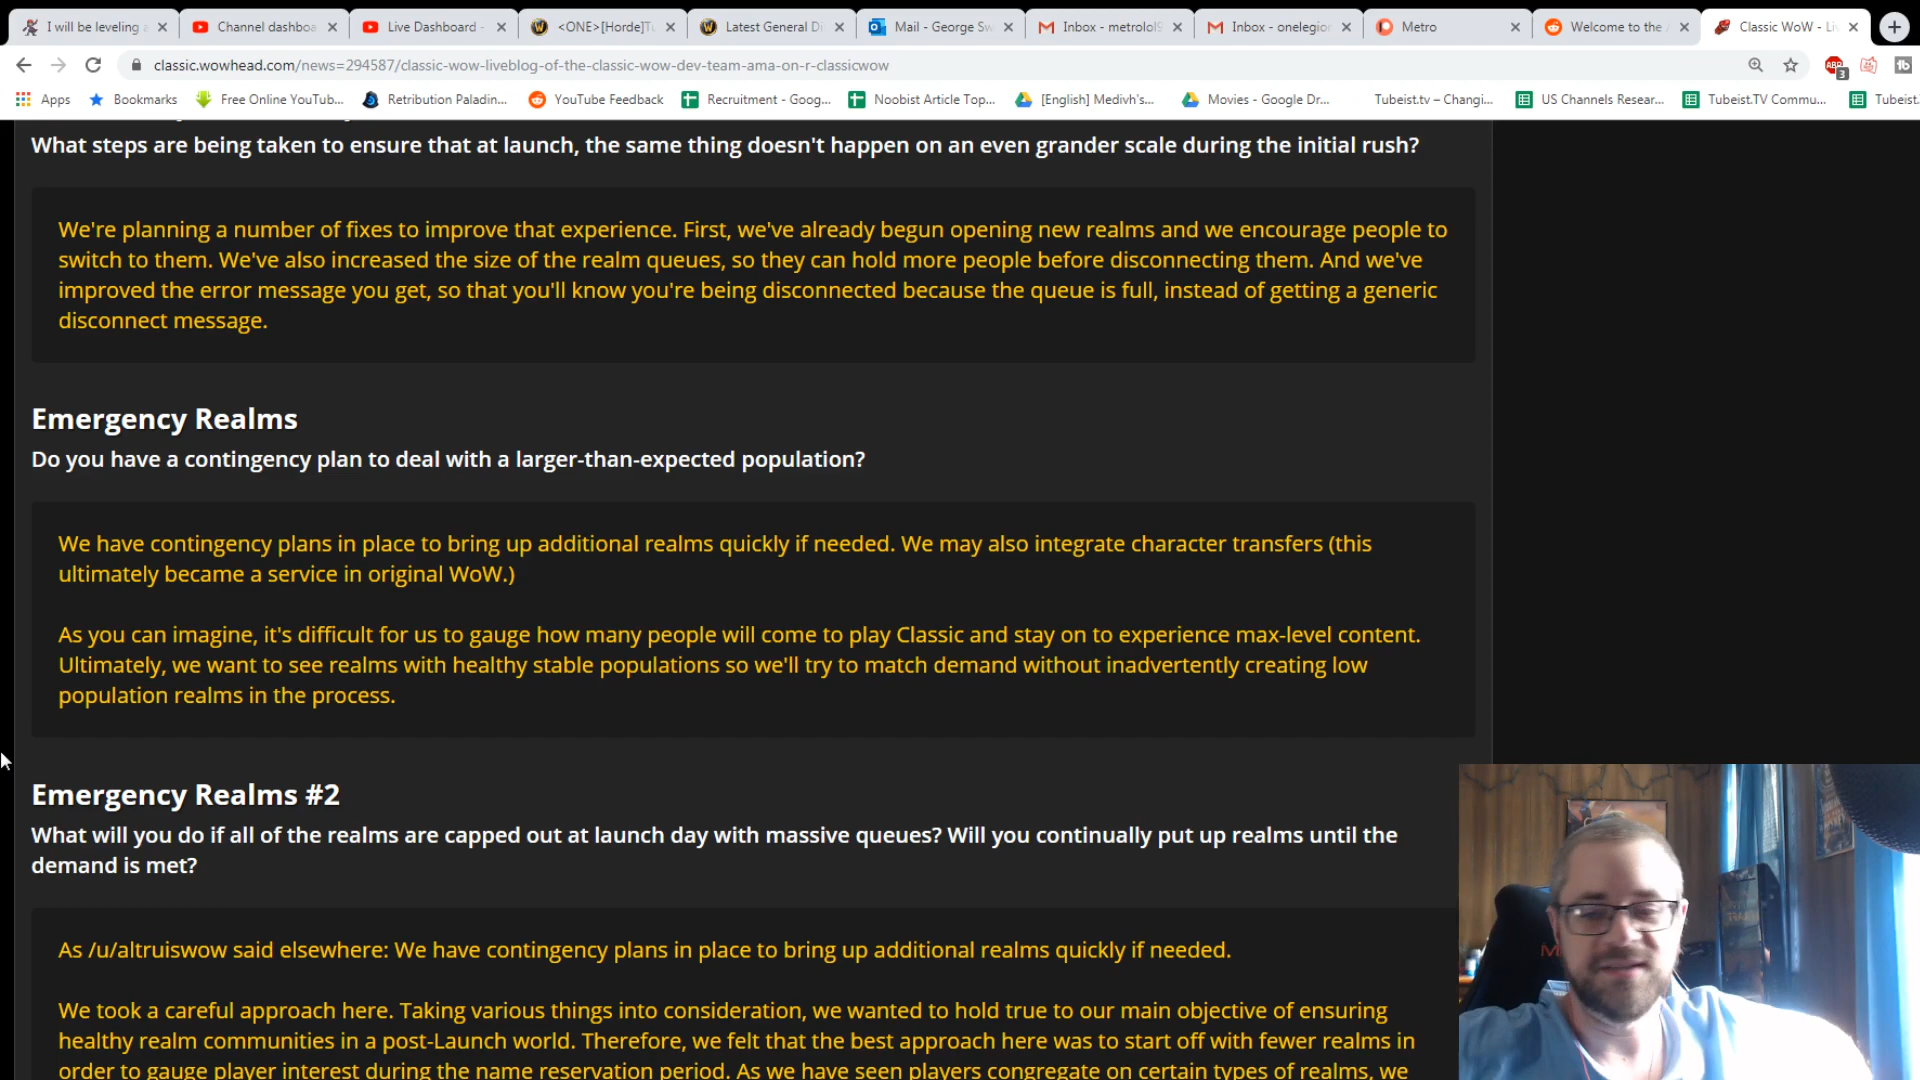 I will be leveling a
Channel dashboa
Live Dashboard -
<ONE>[Horde]Tu
Latest General Di
Mail - George Sw
Inbox - metrolol9
Inbox - onelegion
Metro
Welcome to the A
Classic WoW - Liv
classic.wowhead.com/news=294587/classic-wow-liveblog-of-the-classic-wow-dev-team-ama-on-r-classicwow
ABP
3
tb
Apps
Bookmarks
Free Online YouTub...
Retribution Paladin...
YouTube Feedback
Recruitment - Goog...
Noobist Article Top...
[English] Medivh's...
Movies - Google Dr...
Tubeist.tv – Changi...
US Channels Resear...
Tubeist.TV Commu...
Tubeist.
What steps are being taken to ensure that at launch, the same thing doesn't happen on an even grander scale during the initial rush?
We're planning a number of fixes to improve that experience. First, we've already begun opening new realms and we encourage people to
switch to them. We've also increased the size of the realm queues, so they can hold more people before disconnecting them. And we've
improved the error message you get, so that you'll know you're being disconnected because the queue is full, instead of getting a generic
disconnect message.
Emergency Realms
Do you have a contingency plan to deal with a larger-than-expected population?
We have contingency plans in place to bring up additional realms quickly if needed. We may also integrate character transfers (this
ultimately became a service in original WoW.)
As you can imagine, it's difficult for us to gauge how many people will come to play Classic and stay on to experience max-level content.
Ultimately, we want to see realms with healthy stable populations so we'll try to match demand without inadvertently creating low
population realms in the process.
Emergency Realms #2
What will you do if all of the realms are capped out at launch day with massive queues? Will you continually put up realms until the
demand is met?
As /u/altruiswow said elsewhere: We have contingency plans in place to bring up additional realms quickly if needed.
We took a careful approach here. Taking various things into consideration, we wanted to hold true to our main objective of ensuring
healthy realm communities in a post-Launch world. Therefore, we felt that the best approach here was to start off with fewer realms in
order to gauge player interest during the name reservation period. As we have seen players congregate on certain types of realms, we